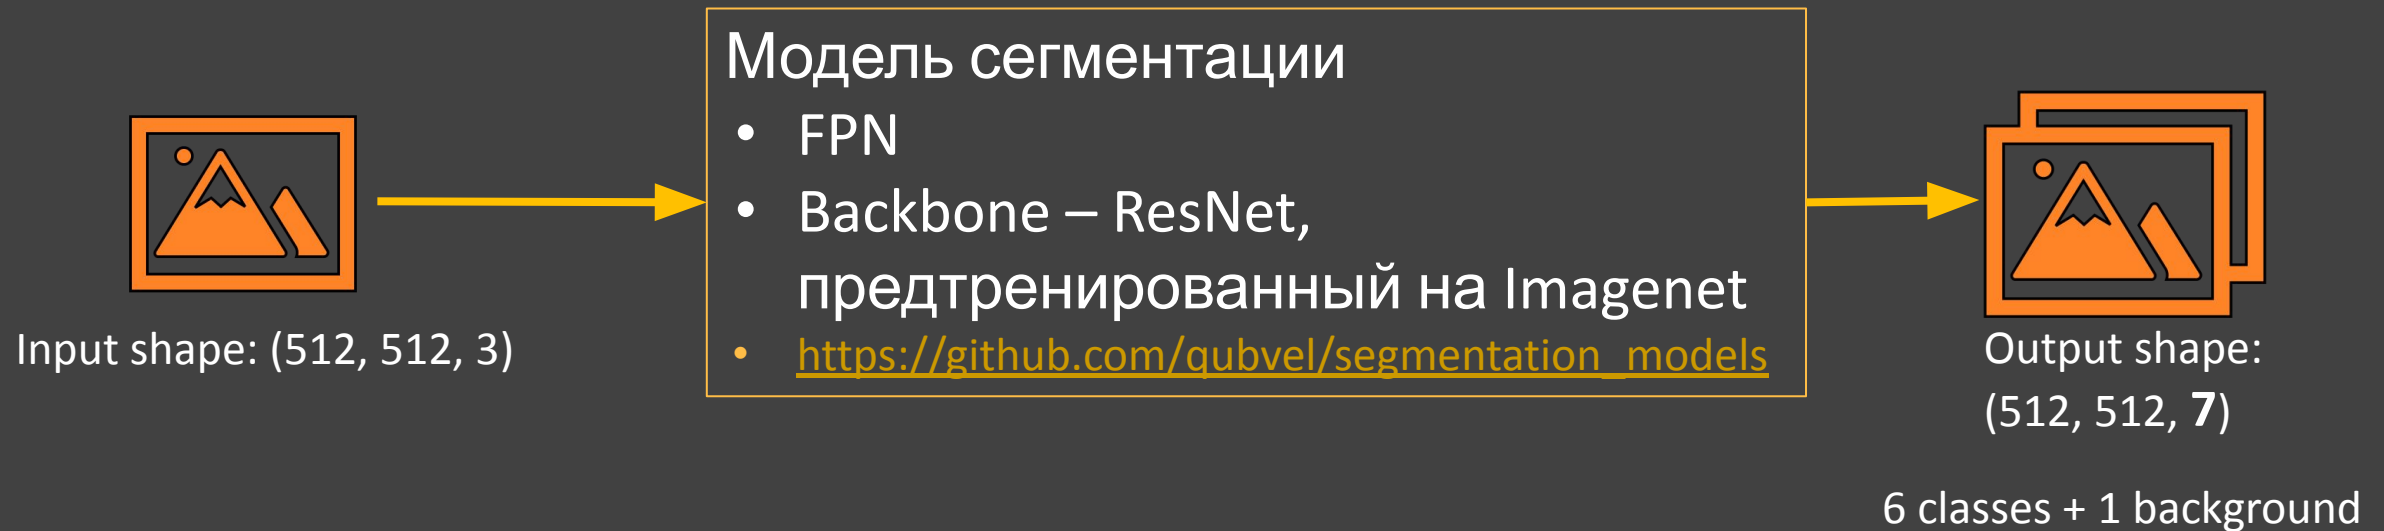 Модель сегментации
• FPN
• Backbone – ResNet,
предтренированный на Imagenet
• https://github.com/qubvel/segmentation_models
Input shape: (512, 512, 3)
Output shape:
(512, 512, 7)
6 classes + 1 background